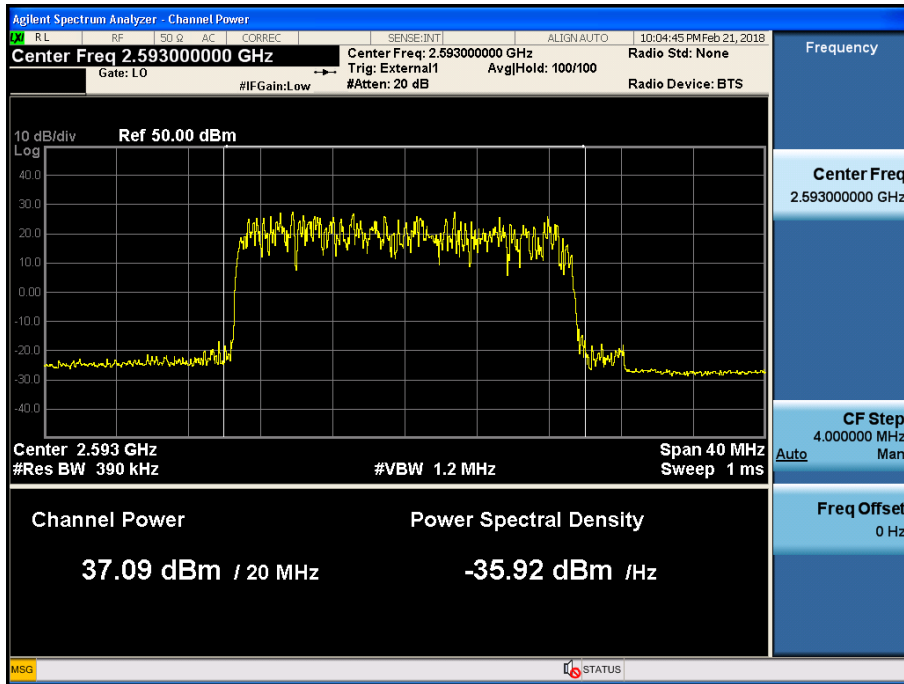 Agilent Spectrum Analyzer - Channel Power
LXI RL RF 50 Ω AC CORREC SENSE:INT ALIGN AUTO 10:04:45 PM Feb 21, 2018
Center Freq 2.593000000 GHz
Center Freq: 2.593000000 GHz
Radio Std: None
Gate: LO
Trig: External1 Avg|Hold: 100/100
#IFGain:Low
#Atten: 20 dB
Radio Device: BTS
10 dB/div Ref 50.00 dBm
Log
40.0
30.0
20.0
10.0
0.00
-10.0
-20.0
-30.0
-40.0
Center 2.593 GHz Span 40 MHz
#Res BW 390 kHz #VBW 1.2 MHz Sweep 1 ms
Channel Power Power Spectral Density
37.09 dBm / 20 MHz -35.92 dBm /Hz
Frequency
Center Freq
2.593000000 GHz
CF Step
4.000000 MHz
Auto Man
Freq Offset
0 Hz
MSG STATUS